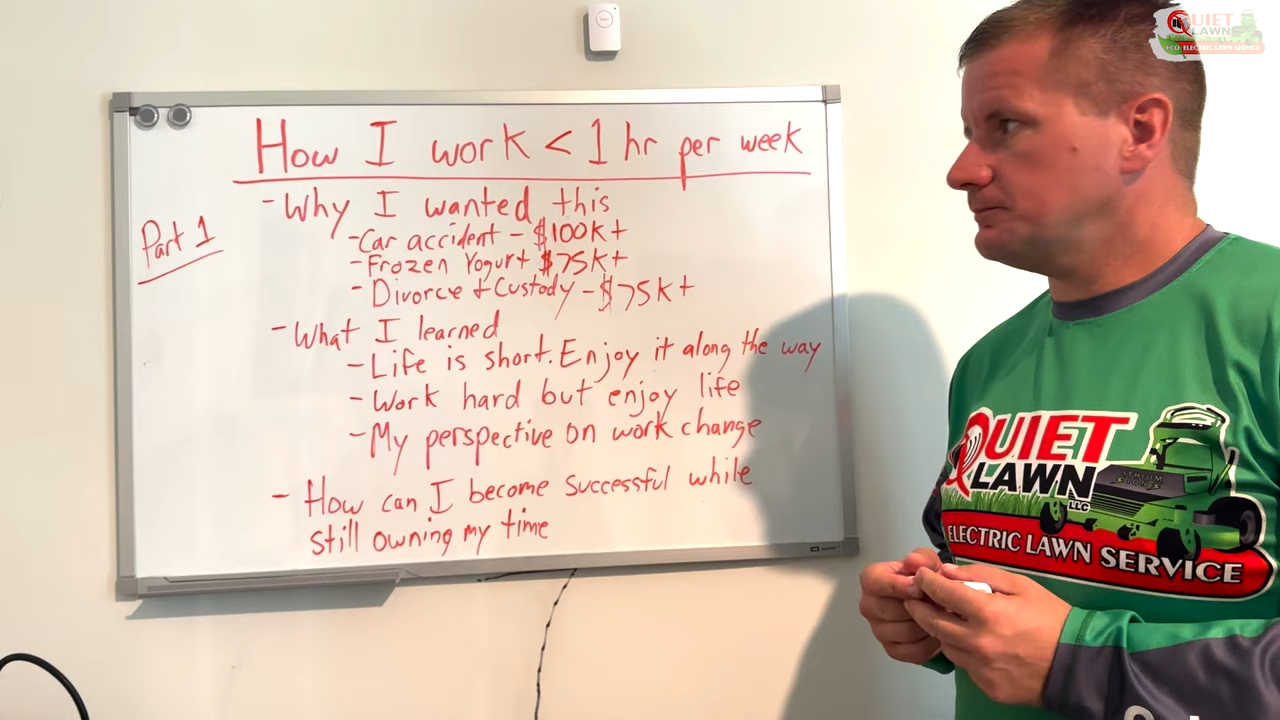 QUIET
LAWN
ECO ELECTRIC LAWN SERVICE
How I work < 1 hr per week
Part 1
- Why I wanted this
- Car accident - $100K+
- Frozen Yogurt $75K+
- Divorce & Custody - $75K+
- What I learned
- Life is short. Enjoy it along the way
- Work hard but enjoy life
- My perspective on work change
- How can I become successful while
still owning my time
QUIET
LAWN
LLC
LITHIUM
ELECTRIC LAWN SERVICE